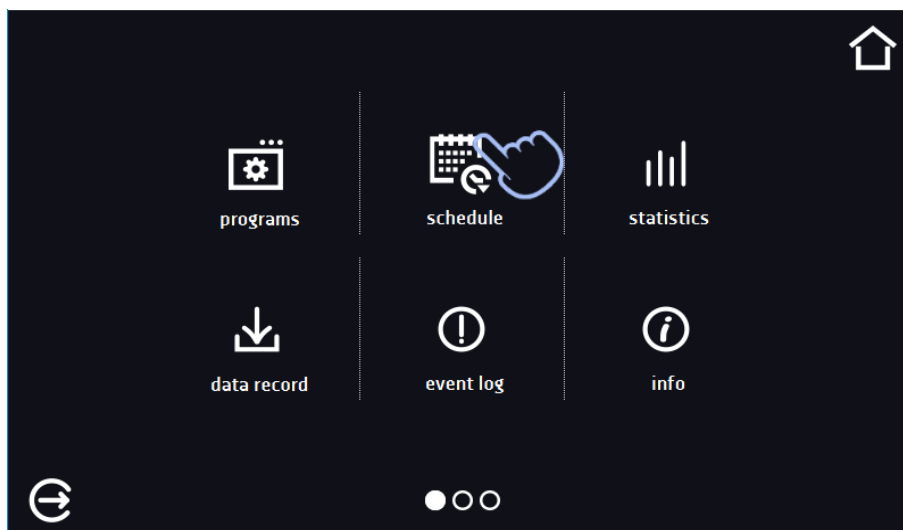 programs
schedule
statistics
data record
event log
info